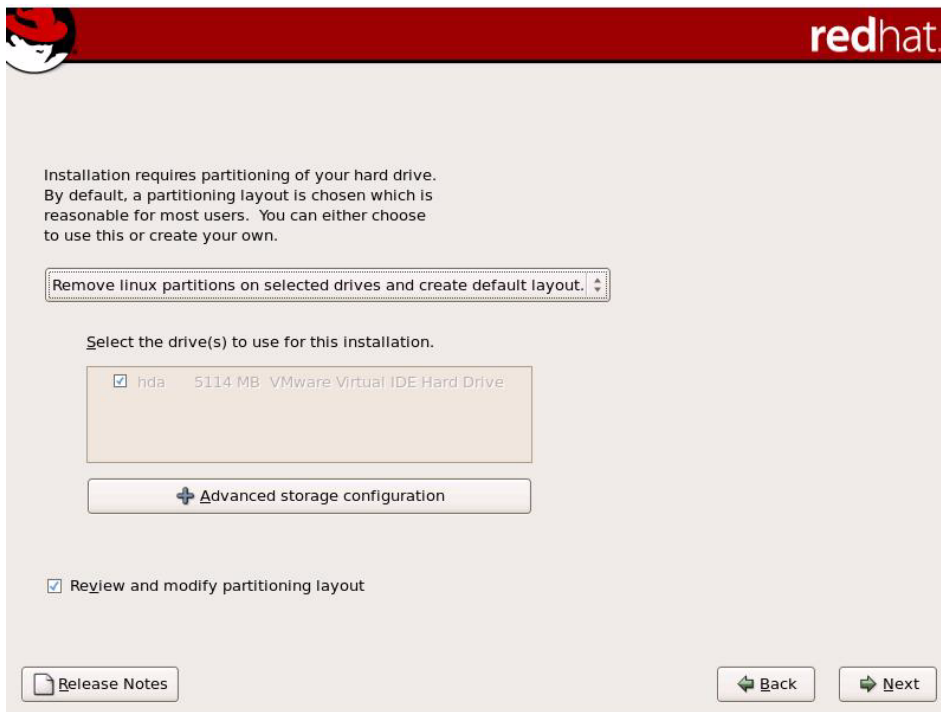 redhat.
Installation requires partitioning of your hard drive.
By default, a partitioning layout is chosen which is
reasonable for most users. You can either choose
to use this or create your own.
Remove linux partitions on selected drives and create default layout.
Select the drive(s) to use for this installation.
hda 5114 MB VMware Virtual IDE Hard Drive
Advanced storage configuration
Review and modify partitioning layout
Release Notes
Back
Next